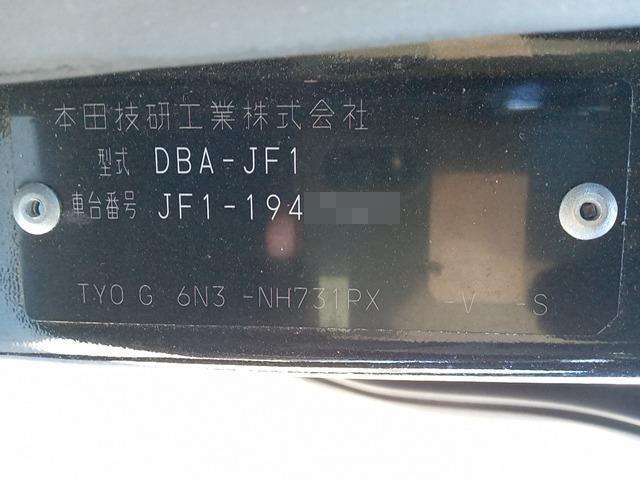 本田技研工業株式会社
型式 DBA-JF1
車台番号 JF1-194
TYO G 6N3 -NH731PX -V -S